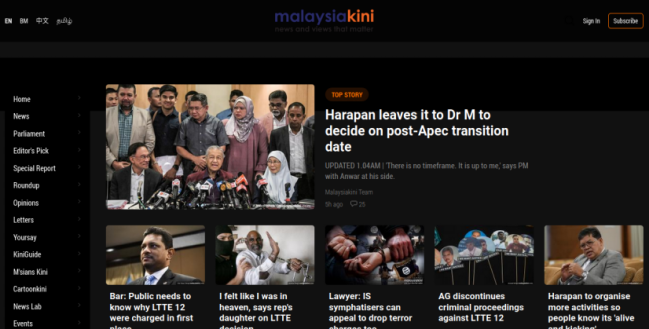 EN BM 中文 தமிழ்
malaysiakini
news and views that matter
Sign In
Subscribe
Home
News
Parliament
Editor's Pick
Special Report
Roundup
Opinions
Letters
Yoursay
KiniGuide
M'sians Kini
Cartoonkini
News Lab
Events
TOP STORY
Harapan leaves it to Dr M to
decide on post-Apec transition
date
UPDATED 1:04AM | 'There is no timeframe. It is up to me,' says PM
with Anwar at his side.
Malaysiakini Team
9h ago 25
Bar: Public needs to
know why LTTE 12
were charged in first
place
I felt like I was in
heaven, says rep's
daughter on LTTE
decision
Lawyer: IS
symphatisers can
appeal to drop terror
charges too
AG discontinues
criminal proceedings
against LTTE 12
Harapan to organise
more activities so
people know its 'alive
and kicking'